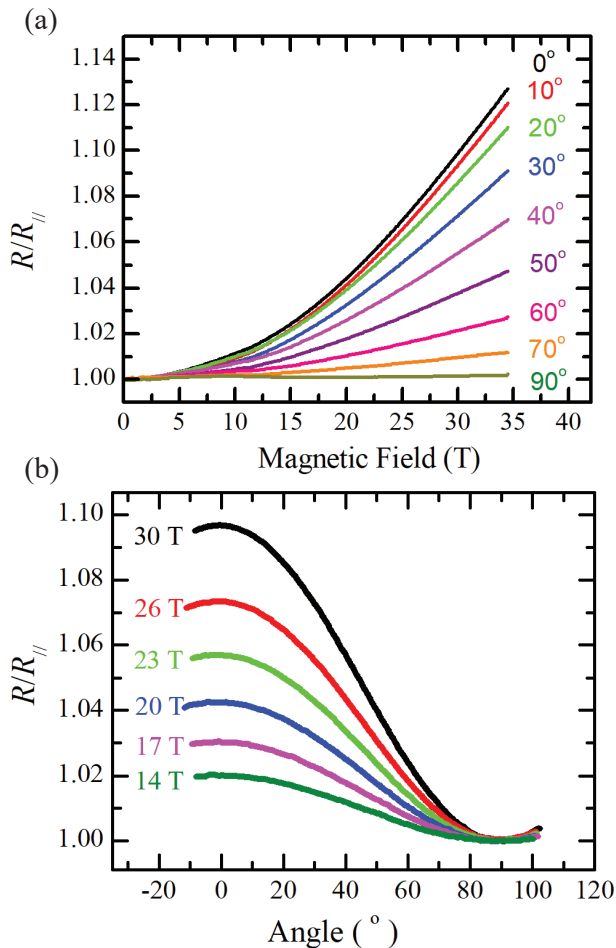 (a)
1.14
1.12
1.10
1.08
1.06
1.04
1.02
1.00
R/R//
0°
10°
20°
30°
40°
50°
60°
70°
90°
0 5 10 15 20 25 30 35 40
Magnetic Field (T)
(b)
1.10
1.08
1.06
1.04
1.02
1.00
R/R//
30 T
26 T
23 T
20 T
17 T
14 T
-20 0 20 40 60 80 100 120
Angle ( ° )